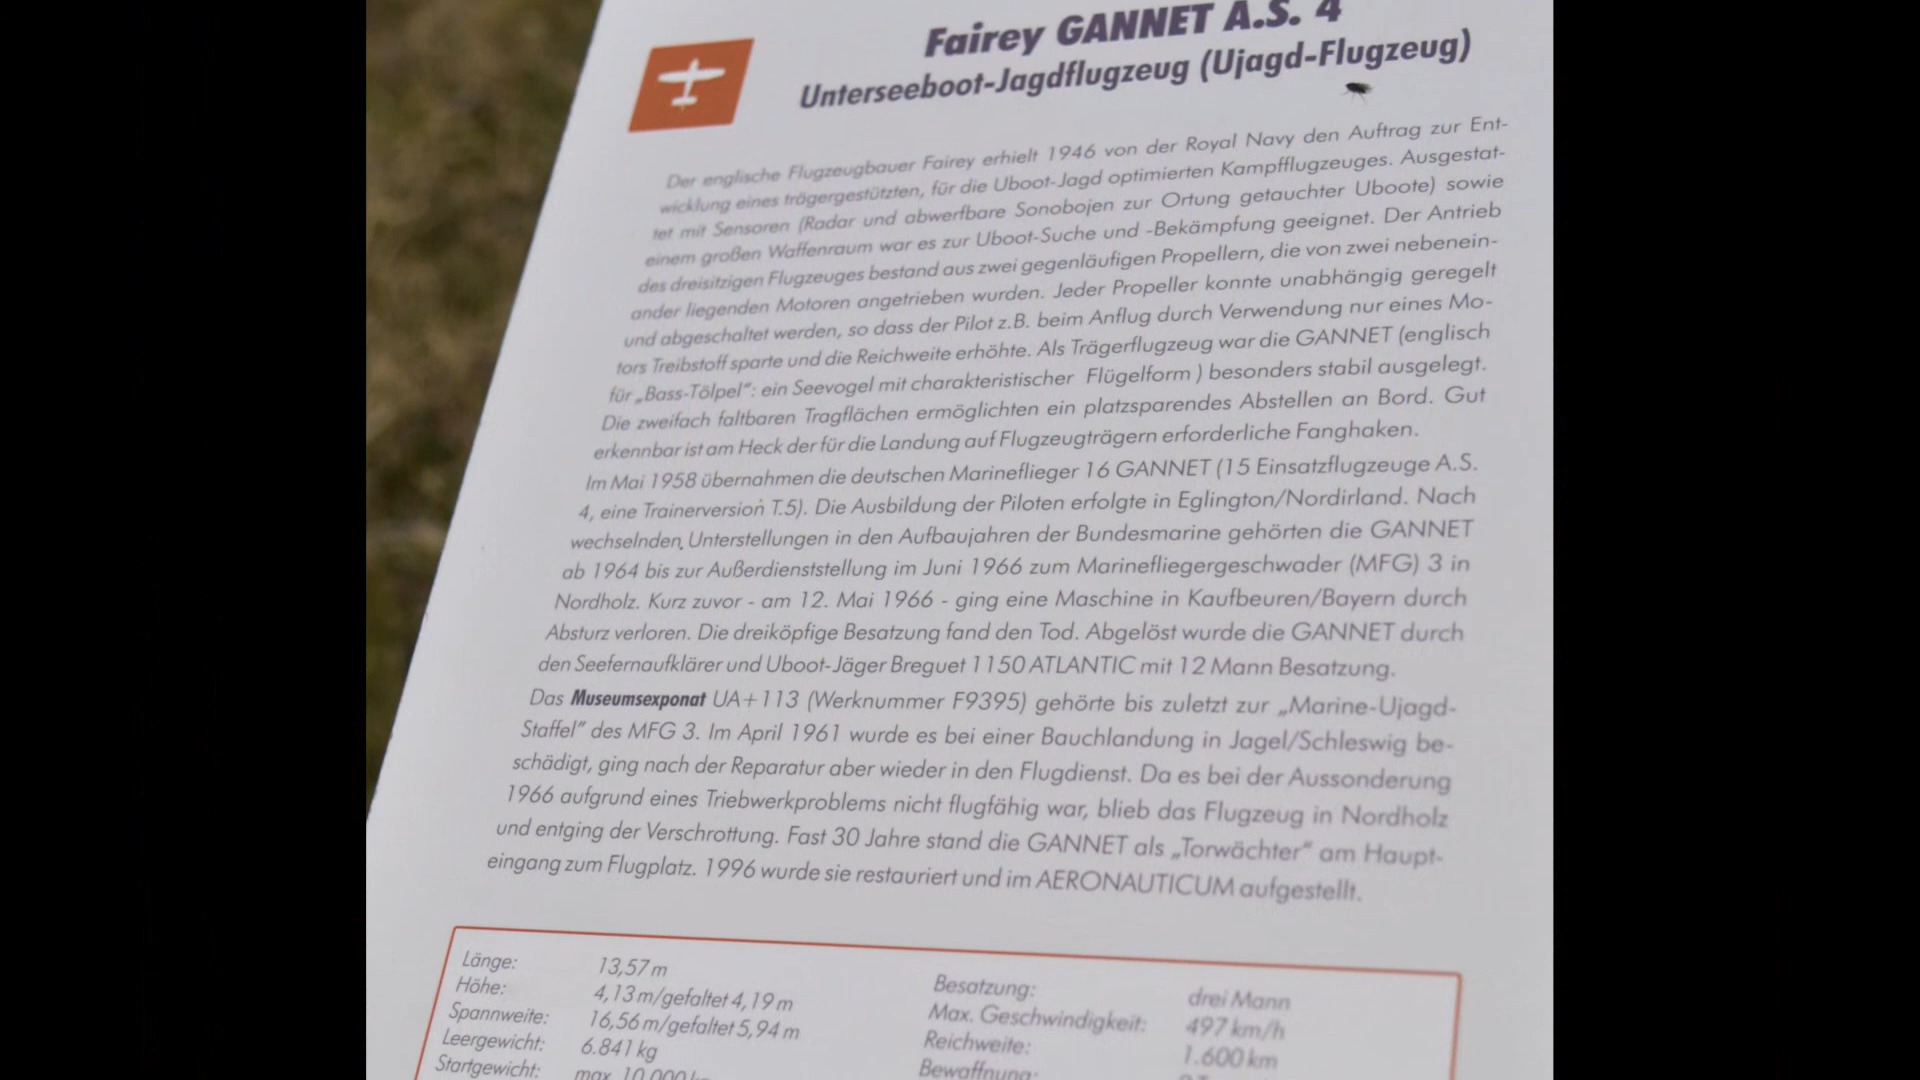 Fairey GANNET A.S. 4
Unterseeboot-Jagdflugzeug (Ujagd-Flugzeug)
Der englische Flugzeugbauer Fairey erhielt 1946 von der Royal Navy den Auftrag zur Ent-
wicklung eines trägergestützten, für die Uboot-Jagd optimierten Kampfflugzeuges. Ausgestat-
tet mit Sensoren (Radar und abwerfbare Sonobojen zur Ortung getauchter Uboote) sowie
einem großen Waffenraum war es zur Uboot-Suche und -Bekämpfung geeignet. Der Antrieb
des dreisitzigen Flugzeuges bestand aus zwei gegenläufigen Propellern, die von zwei nebenein-
ander liegenden Motoren angetrieben wurden. Jeder Propeller konnte unabhängig geregelt
und abgeschaltet werden, so dass der Pilot z.B. beim Anflug durch Verwendung nur eines Mo-
tors Treibstoff sparte und die Reichweite erhöhte. Als Trägerflugzeug war die GANNET (englisch
für „Bass-Tölpel": ein Seevogel mit charakteristischer Flügelform ) besonders stabil ausgelegt.
Die zweifach faltbaren Tragflächen ermöglichten ein platzsparendes Abstellen an Bord. Gut
erkennbar ist am Heck der für die Landung auf Flugzeugträgern erforderliche Fanghaken.
Im Mai 1958 übernahmen die deutschen Marineflieger 16 GANNET (15 Einsatzflugzeuge A.S.
4, eine Trainerversion T.5). Die Ausbildung der Piloten erfolgte in Eglington/Nordirland. Nach
wechselnden Unterstellungen in den Aufbaujahren der Bundesmarine gehörten die GANNET
ab 1964 bis zur Außerdienststellung im Juni 1966 zum Marinefliegergeschwader (MFG) 3 in
Nordholz. Kurz zuvor - am 12. Mai 1966 - ging eine Maschine in Kaufbeuren/Bayern durch
Absturz verloren. Die dreiköpfige Besatzung fand den Tod. Abgelöst wurde die GANNET durch
den Seefernaufklärer und Uboot-Jäger Breguet 1150 ATLANTIC mit 12 Mann Besatzung.
Das Museumsexponat UA+113 (Werknummer F9395) gehörte bis zuletzt zur „Marine-Ujagd-
Staffel" des MFG 3. Im April 1961 wurde es bei einer Bauchlandung in Jagel/Schleswig be-
schädigt, ging nach der Reparatur aber wieder in den Flugdienst. Da es bei der Aussonderung
1966 aufgrund eines Triebwerkproblems nicht flugfähig war, blieb das Flugzeug in Nordholz
und entging der Verschrottung. Fast 30 Jahre stand die GANNET als „Torwächter" am Haupt-
eingang zum Flugplatz. 1996 wurde sie restauriert und im AERONAUTICUM aufgestellt.
Länge: 13,57 m
Höhe: 4,13 m/gefaltet 4,19 m
Spannweite: 16,56 m/gefaltet 5,94 m
Leergewicht: 6.841 kg
Startgewicht: max. 10.000
Besatzung: drei Mann
Max. Geschwindigkeit: 497 km/h
Reichweite: 1.600 km
Bewaffnung: